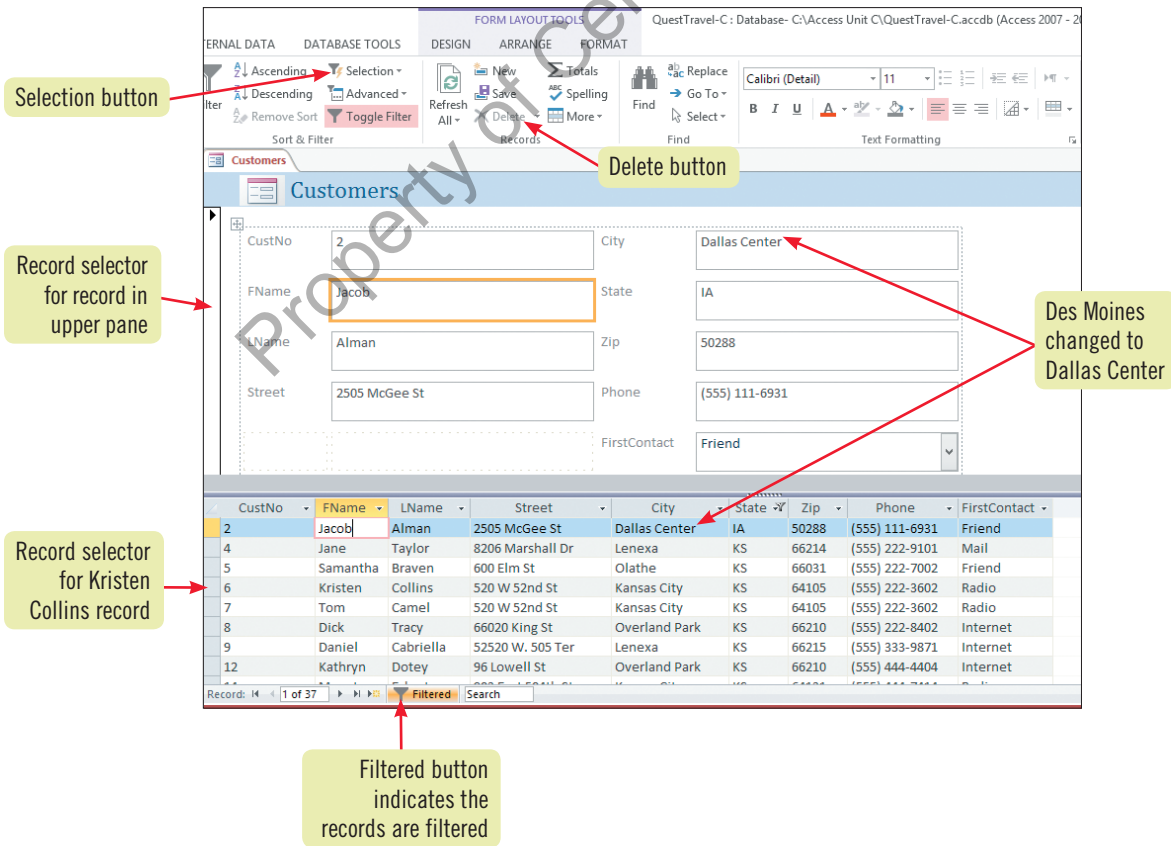 FORM LAYOUT TOOLS
QuestTravel-C : Database- C:\Access Unit C\QuestTravel-C.accdb (Access 2007 - 20
ERNAL DATA DATABASE TOOLS DESIGN ARRANGE FORMAT
Ascending Selection New Totals Replace
Calibri (Detail) 11
Descending Advanced Save Spelling Go To
lter Remove Sort Toggle Filter Refresh All Delete More Find Select B I U A
Sort & Filter Records Find Text Formatting
Selection button
Delete button
Customers
Customers
CustNo 2 City Dallas Center
FName Jacob State IA
LName Alman Zip 50288
Street 2505 McGee St Phone (555) 111-6931
FirstContact Friend
Record selector
for record in
upper pane
Des Moines
changed to
Dallas Center
CustNo FName LName Street City State Zip Phone FirstContact
2 Jacob Alman 2505 McGee St Dallas Center IA 50288 (555) 111-6931 Friend
4 Jane Taylor 8206 Marshall Dr Lenexa KS 66214 (555) 222-9101 Mail
5 Samantha Braven 600 Elm St Olathe KS 66031 (555) 222-7002 Friend
6 Kristen Collins 520 W 52nd St Kansas City KS 64105 (555) 222-3602 Radio
7 Tom Camel 520 W 52nd St Kansas City KS 64105 (555) 222-3602 Radio
8 Dick Tracy 66020 King St Overland Park KS 66210 (555) 222-8402 Internet
9 Daniel Cabriella 52520 W. 505 Ter Lenexa KS 66215 (555) 333-9871 Internet
12 Kathryn Dotey 96 Lowell St Overland Park KS 66210 (555) 444-4404 Internet
Record: 1 of 37 Filtered Search
Record selector
for Kristen
Collins record
Filtered button
indicates the
records are filtered
Property of Ce